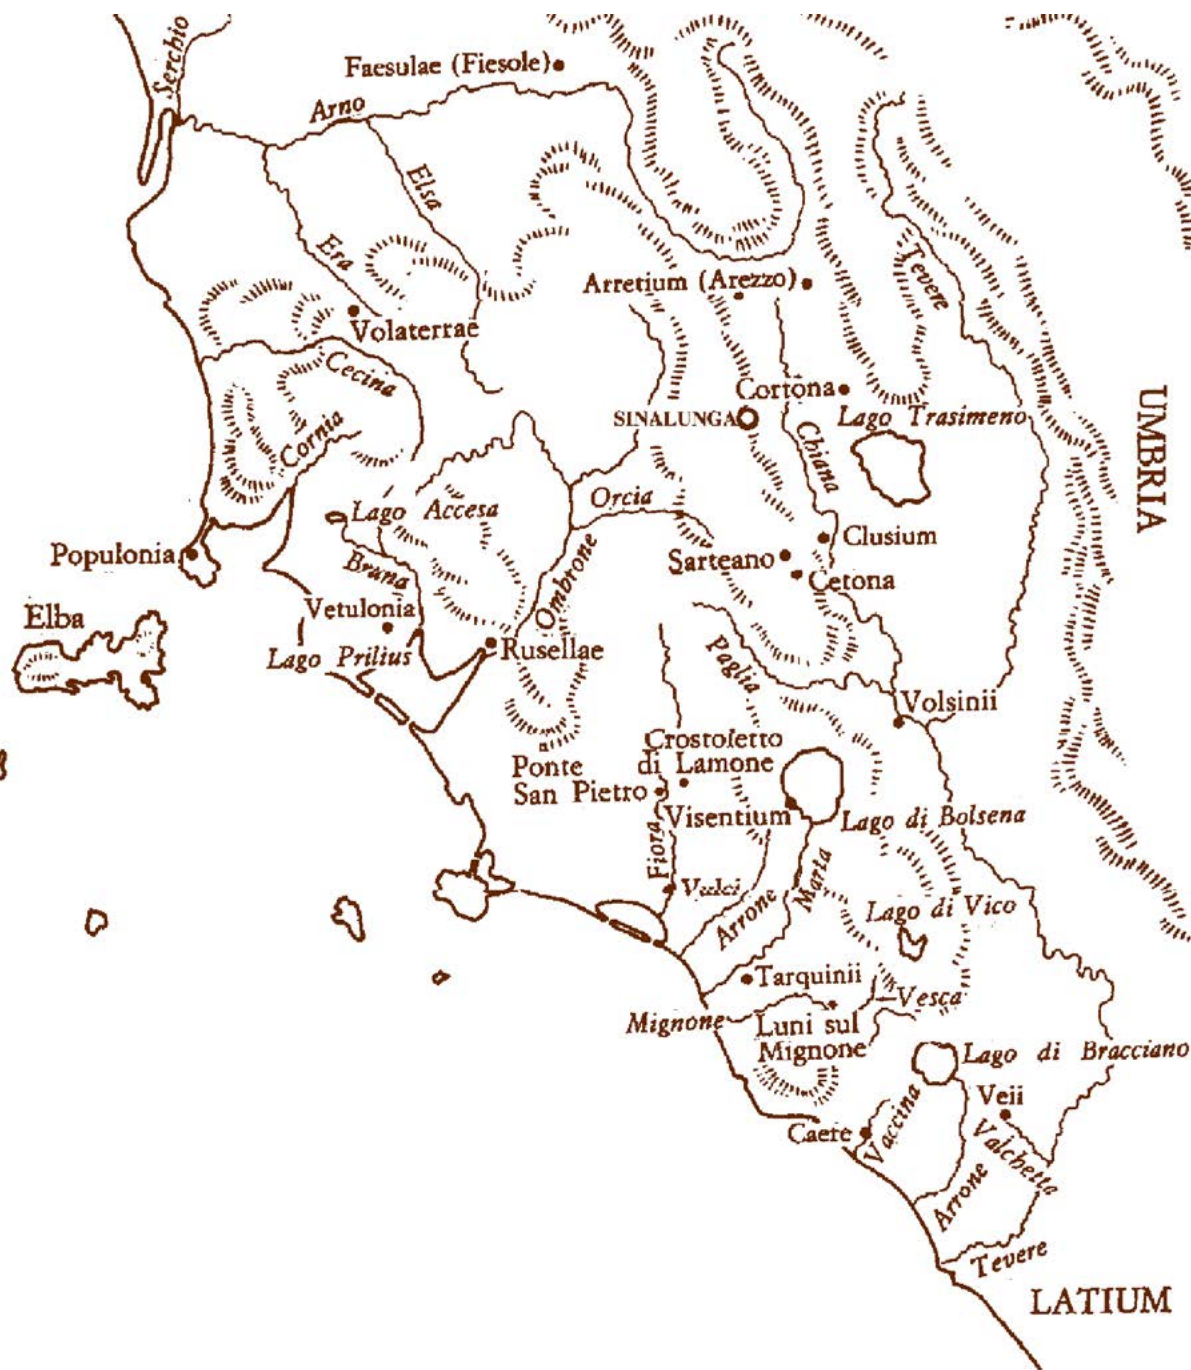 Serchio
Faesulae (Fiesole)
Arno
Elsa
Era
Tevere
Arretium (Arezzo)
Volaterrae
Cecina
Cortona
SINALUNGA
Lago Trasimeno
UMBRIA
Cornia
Chiana
Orcia
Lago Accesa
Populonia
Clusium
Sarteano
Cetona
Bruna
Ombrone
Elba
Vetulonia
Lago Prilius
Rusellae
Paglia
Volsinii
Crostoletto
di Lamone
Ponte
San Pietro
Visentium
Lago di Bolsena
Fiora
Vulci
Arrone
Marta
Lago di Vico
Tarquinii
Vesca
Mignone
Luni sul
Mignone
Lago di Bracciano
Veii
Caere
Vaccina
Valchetta
Arrone
Tevere
LATIUM